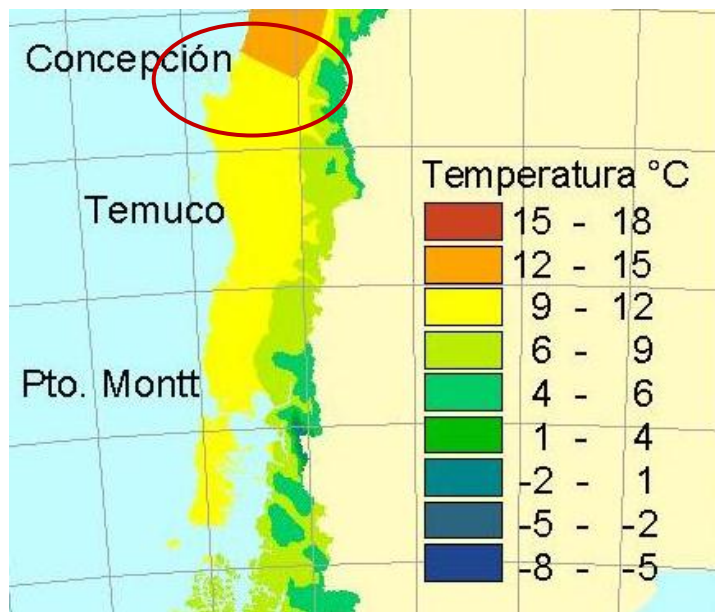 Concepción
Temuco
Pto. Montt
Temperatura °C
15 - 18
12 - 15
9 - 12
6 - 9
4 - 6
1 - 4
-2 - 1
-5 - -2
-8 - -5